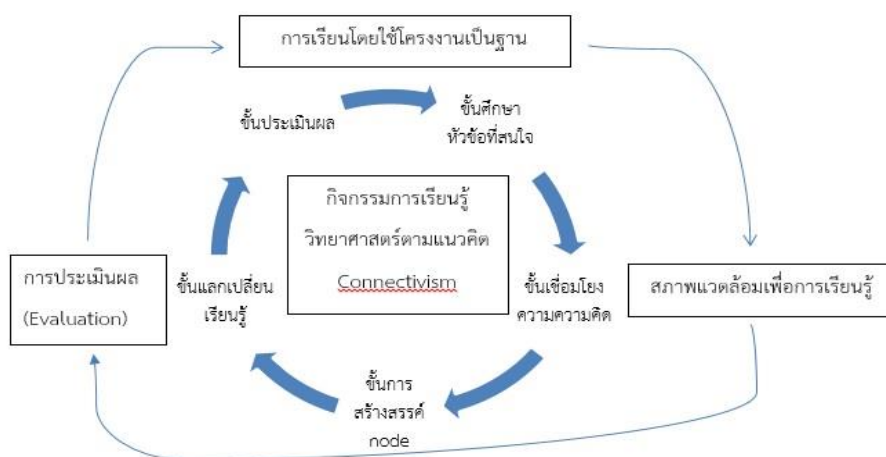 การเรียนโดยใช้โครงงานเป็นฐาน
ขั้นประเมินผล
ขั้นศึกษา
หัวข้อที่สนใจ
กิจกรรมการเรียนรู้
วิทยาศาสตร์ตามแนวคิด
Connectivism
การประเมินผล
(Evaluation)
ขั้นแลกเปลี่ยน
เรียนรู้
ขั้นเชื่อมโยง
ความความคิด
สภาพแวดล้อมเพื่อการเรียนรู้
ขั้นการ
สร้างสรรค์
node